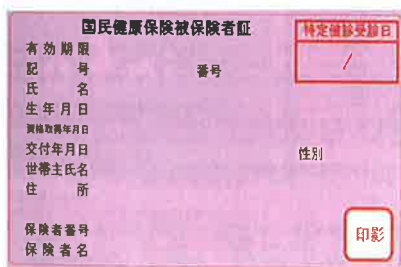 国民健康保険被保険者証
特定健診受診日
/
有効期限
記号 番号
氏名
生年月日
資格取得年月日
交付年月日 性別
世帯主氏名
住所
保険者番号
保険者名
印影